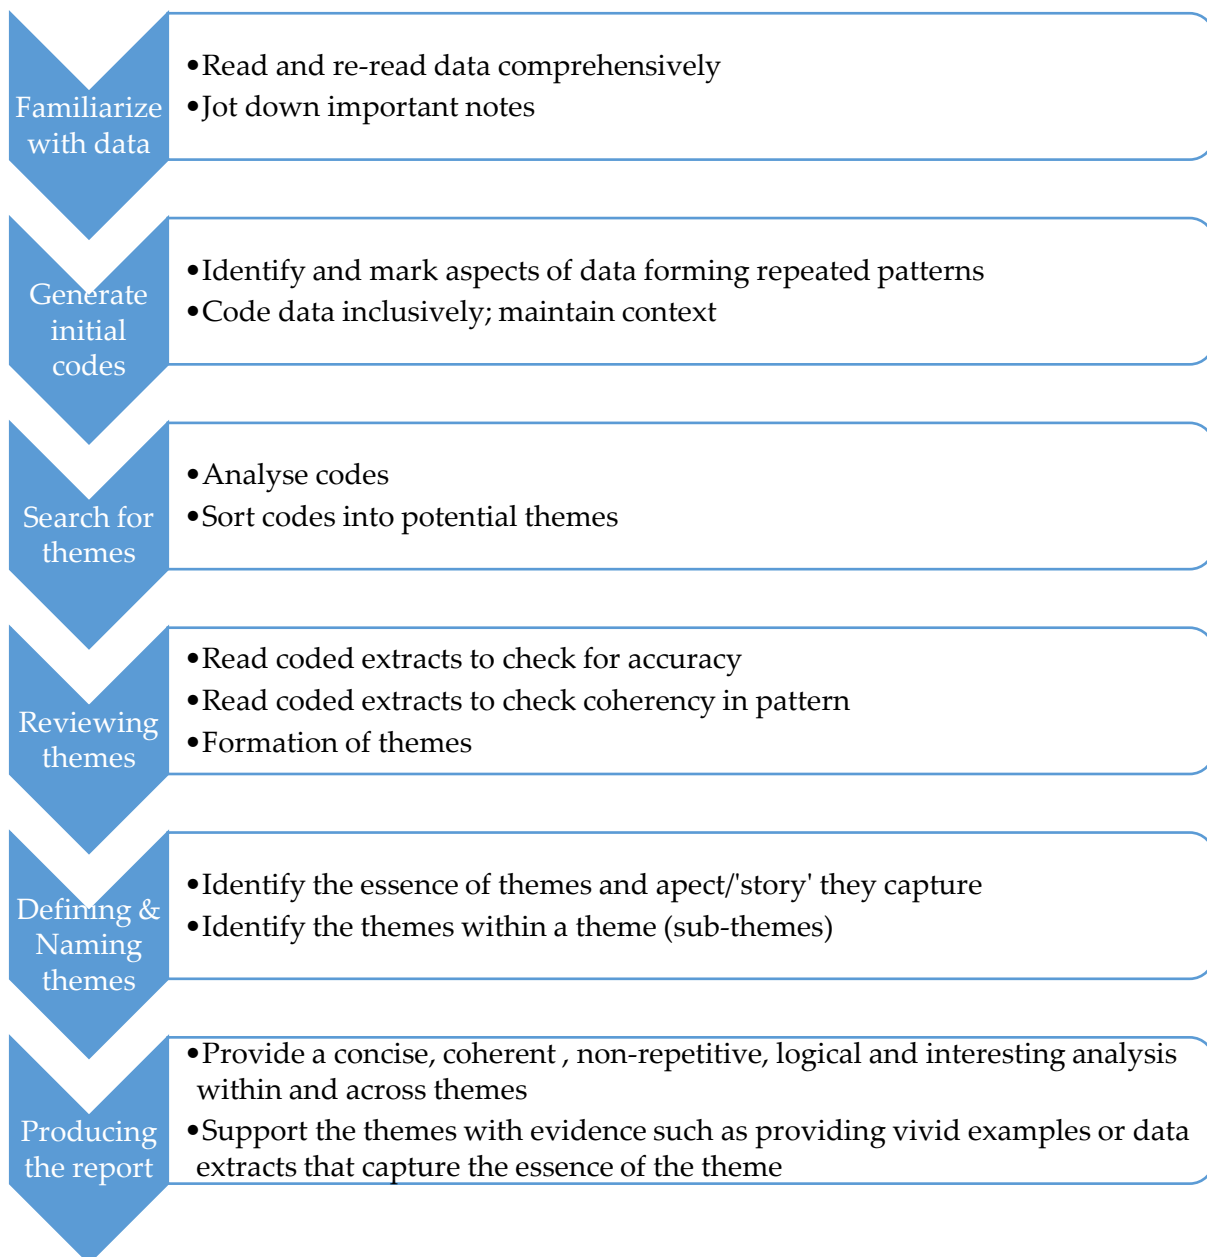 Familiarize
with data
•Read and re-read data comprehensively
•Jot down important notes
Generate
initial
codes
•Identify and mark aspects of data forming repeated patterns
•Code data inclusively; maintain context
Search for
themes
•Analyse codes
•Sort codes into potential themes
Reviewing
themes
•Read coded extracts to check for accuracy
•Read coded extracts to check coherency in pattern
•Formation of themes
Defining &
Naming
themes
•Identify the essence of themes and apect/'story' they capture
•Identify the themes within a theme (sub-themes)
Producing
the report
•Provide a concise, coherent , non-repetitive, logical and interesting analysis
within and across themes
•Support the themes with evidence such as providing vivid examples or data
extracts that capture the essence of the theme